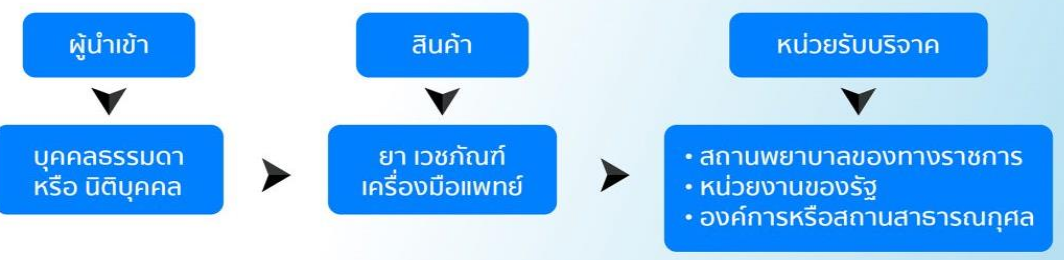 ผู้นำเข้า
สินค้า
หน่วยรับบริจาค
บุคคลธรรมดา
หรือ นิติบุคคล
ยา เวชภัณฑ์
เครื่องมือแพทย์
• สถานพยาบาลของทางราชการ
• หน่วยงานของรัฐ
• องค์การหรือสถานสาธารณกุศล